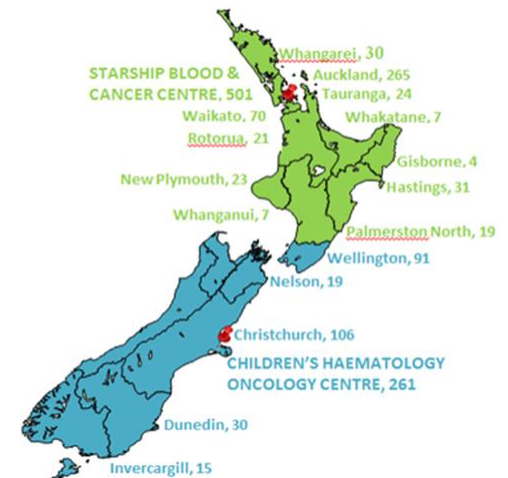 Whangarei, 30
STARSHIP BLOOD &
CANCER CENTRE, 501
Auckland, 265
Tauranga, 24
Waikato, 70
Whakatane, 7
Rotorua, 21
Gisborne, 4
New Plymouth, 23
Hastings, 31
Whanganui, 7
Palmerston North, 19
Wellington, 91
Nelson, 19
Christchurch, 106
CHILDREN'S HAEMATOLOGY
ONCOLOGY CENTRE, 261
Dunedin, 30
Invercargill, 15